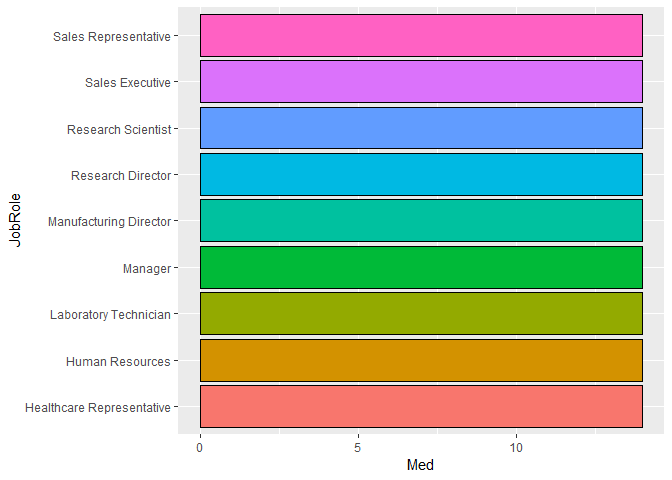 Sales Representative
Sales Executive
Research Scientist
Research Director
Manufacturing Director
Manager
Laboratory Technician
Human Resources
Healthcare Representative
JobRole
0 5 10
Med